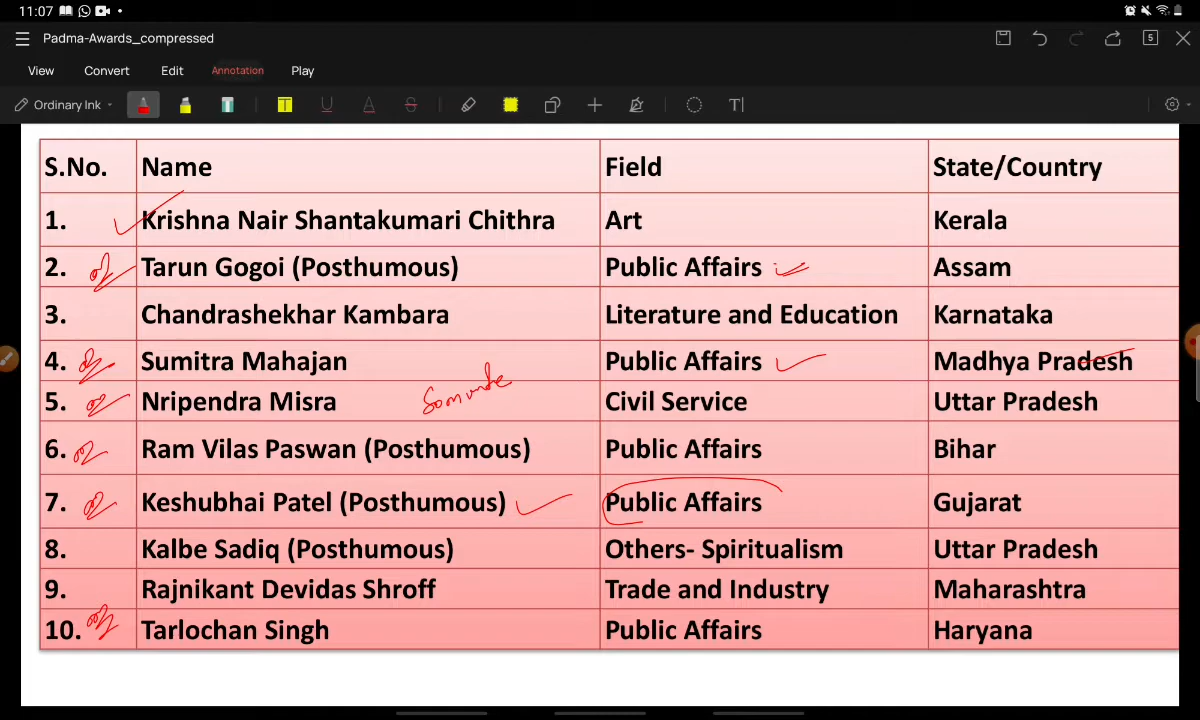 11:07
Padma-Awards_compressed
5
View Convert Edit Annotation Play
Ordinary Ink T U A S T
S.No. Name Field State/Country
1. Krishna Nair Shantakumari Chithra Art Kerala
2. Tarun Gogoi (Posthumous) Public Affairs Assam
3. Chandrashekhar Kambara Literature and Education Karnataka
4. Sumitra Mahajan Public Affairs Madhya Pradesh
5. Nripendra Misra Civil Service Uttar Pradesh
6. Ram Vilas Paswan (Posthumous) Public Affairs Bihar
7. Keshubhai Patel (Posthumous) Public Affairs Gujarat
8. Kalbe Sadiq (Posthumous) Others- Spiritualism Uttar Pradesh
9. Rajnikant Devidas Shroff Trade and Industry Maharashtra
10. Tarlochan Singh Public Affairs Haryana